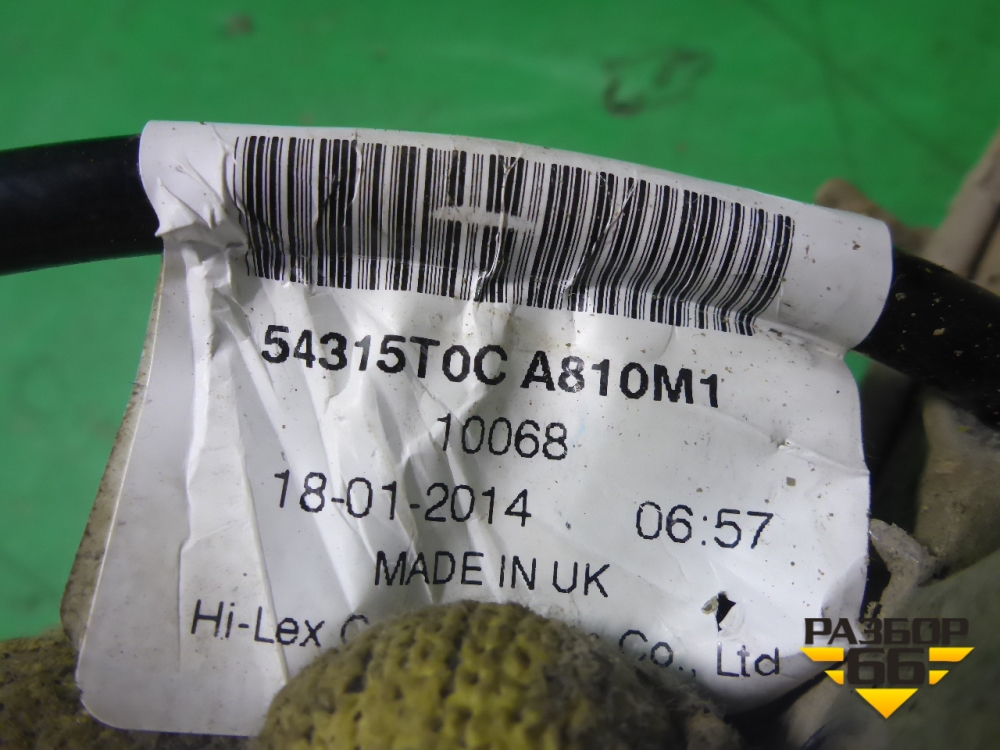 54315T0C A810M1
10068
18-01-2014 06:57
MADE IN UK
Hi-Lex Co., Ltd
РАЗБОР
66